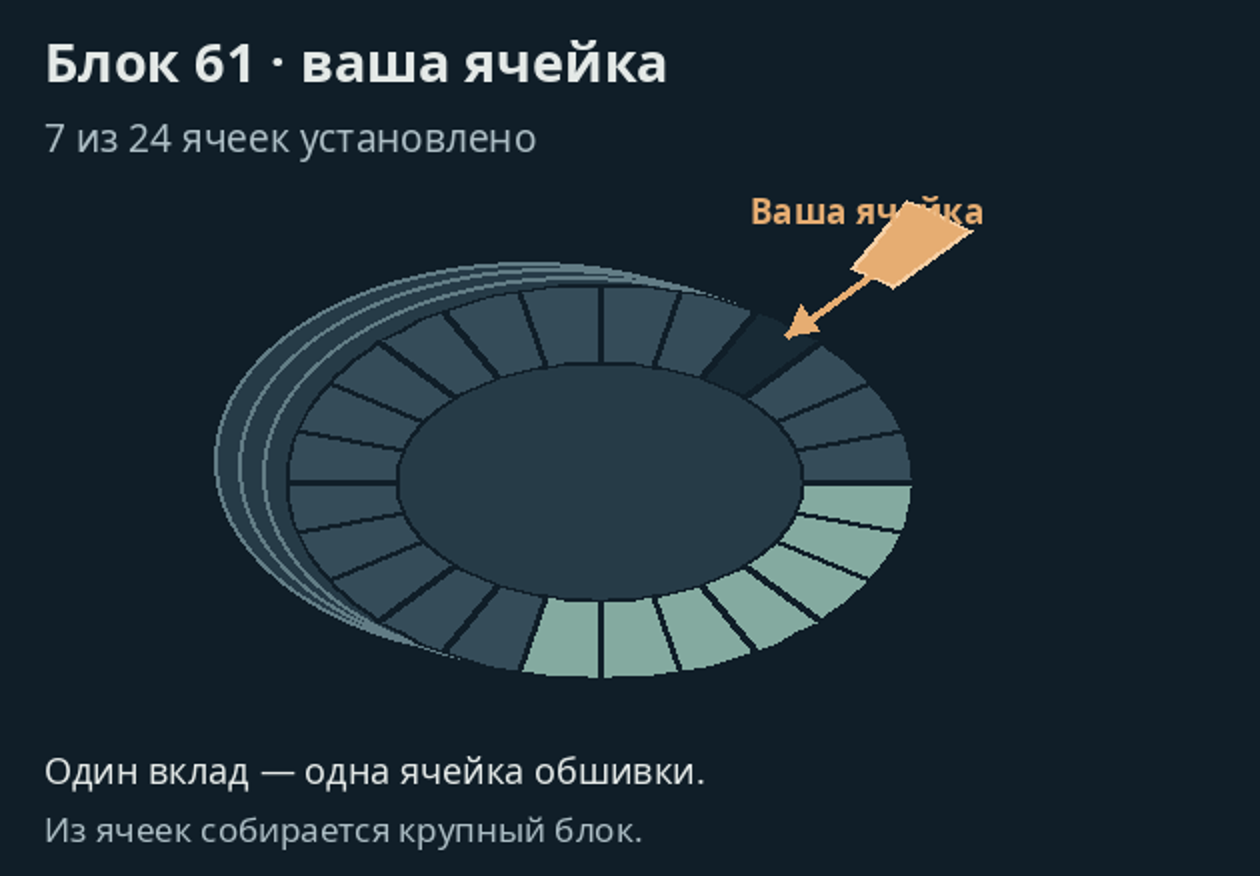 Блок 61 · ваша ячейка
7 из 24 ячеек установлено
Ваша ячейка
Один вклад — одна ячейка обшивки.
Из ячеек собирается крупный блок.